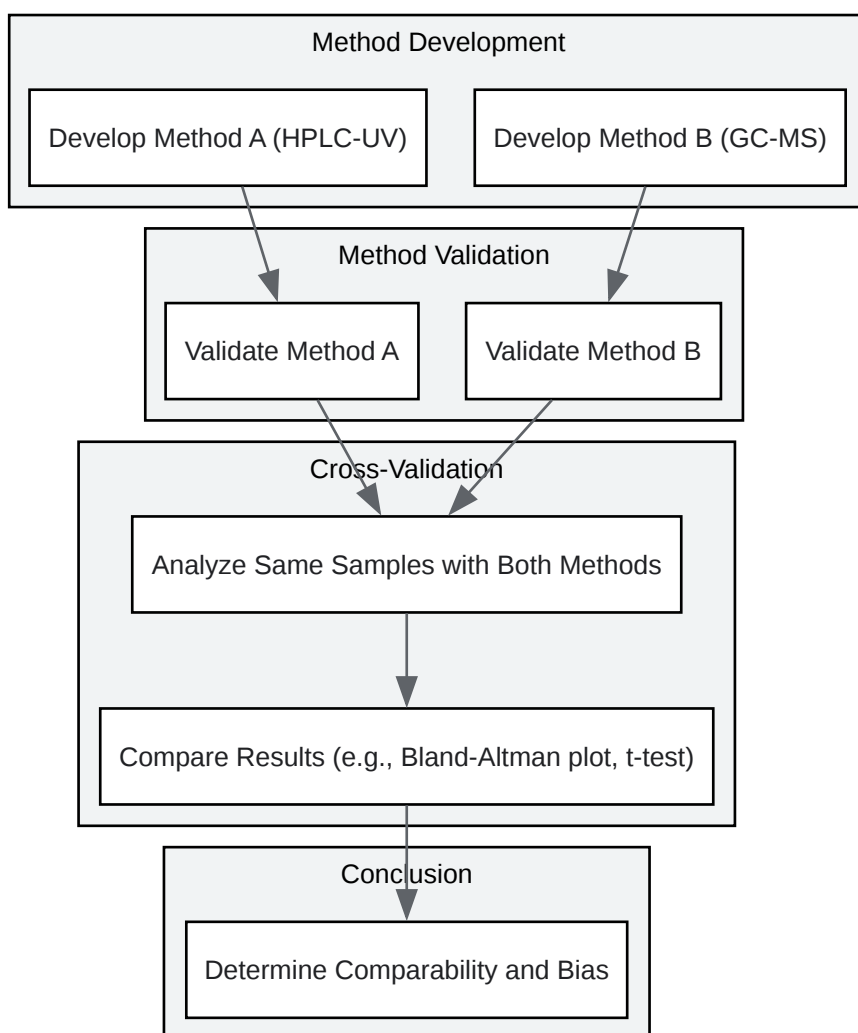 Method Development
Develop Method A (HPLC-UV)
Develop Method B (GC-MS)
Method Validation
Validate Method A
Validate Method B
Cross-Validation
Analyze Same Samples with Both Methods
Compare Results (e.g., Bland-Altman plot, t-test)
Conclusion
Determine Comparability and Bias